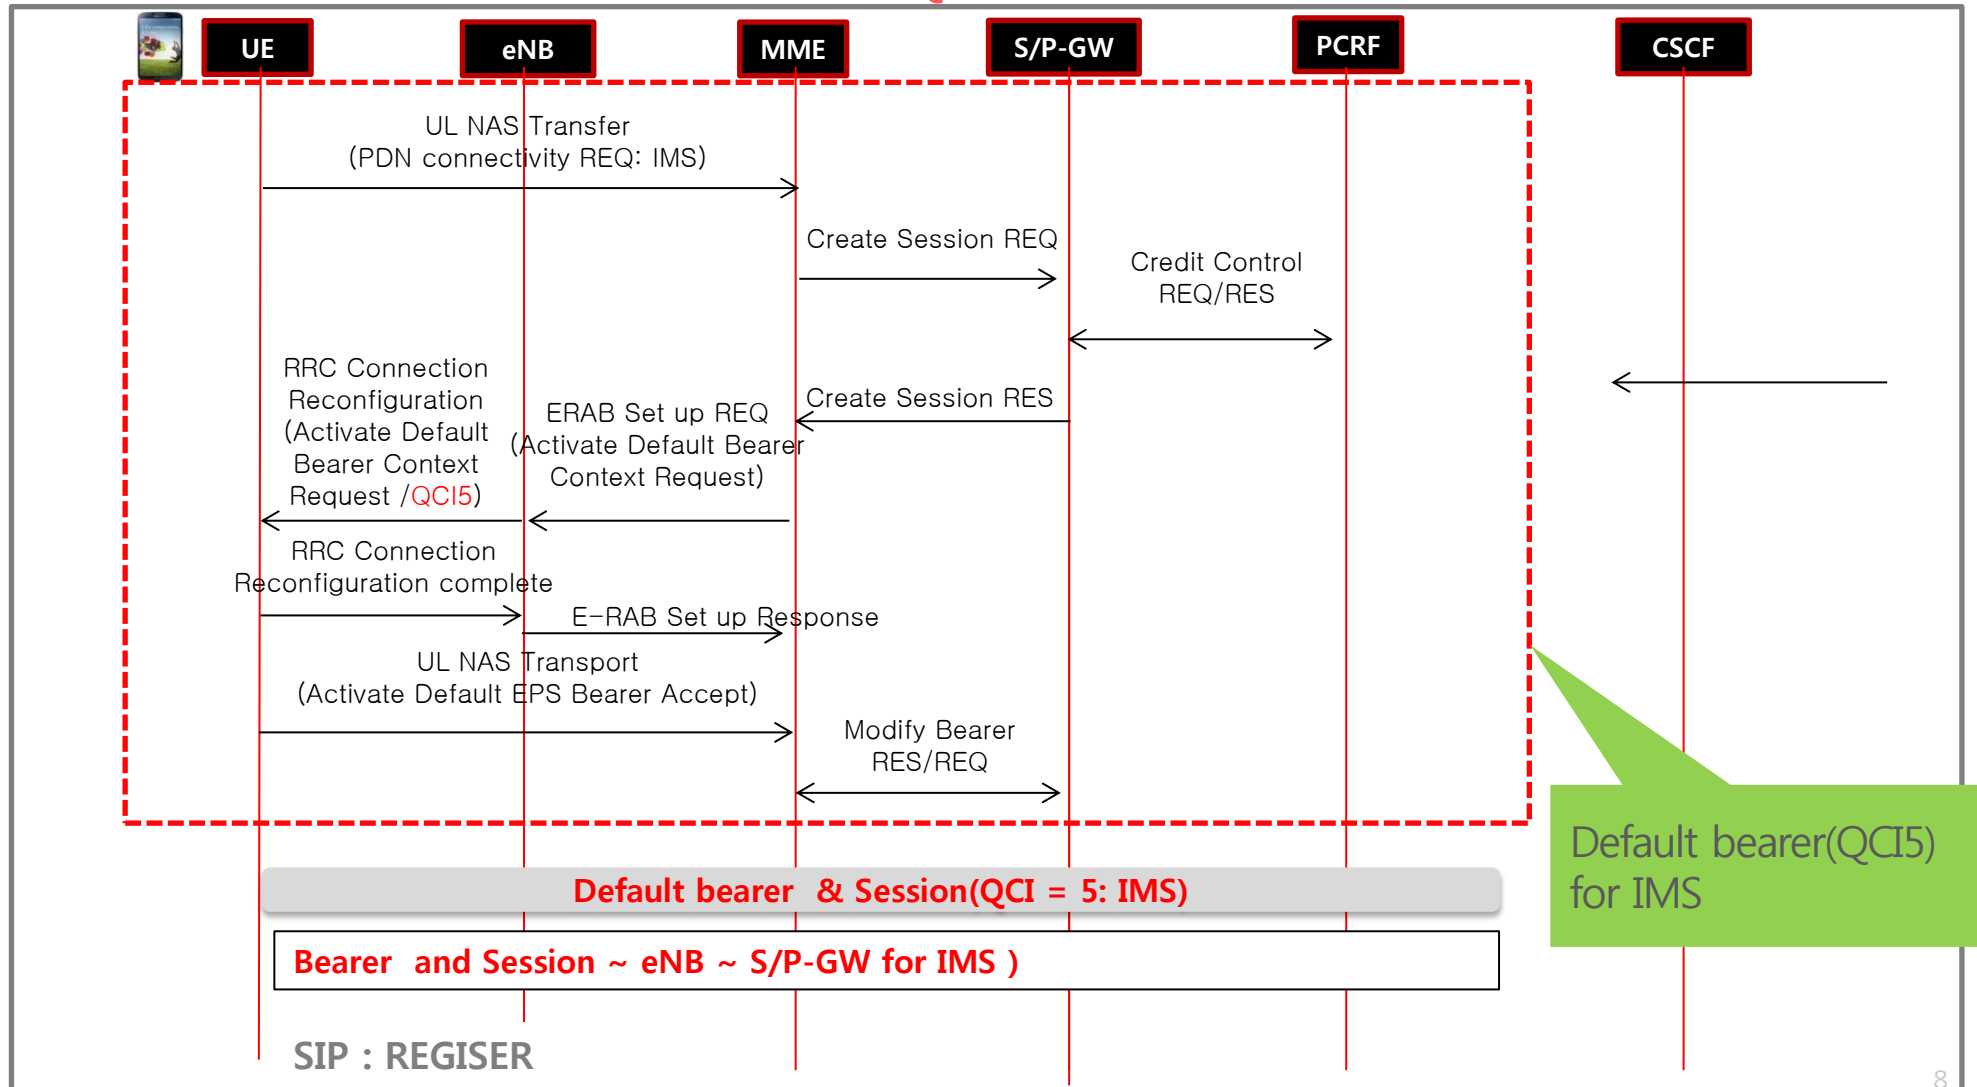 UE
eNB
MME
S/P-GW
PCRF
CSCF
UL NAS Transfer
(PDN connectivity REQ: IMS)
Create Session REQ
Credit Control
REQ/RES
RRC Connection
Reconfiguration
(Activate Default
Bearer Context
Request /QCI5)
ERAB Set up REQ
(Activate Default Bearer
Context Request)
Create Session RES
RRC Connection
Reconfiguration complete
E-RAB Set up Response
UL NAS Transport
(Activate Default EPS Bearer Accept)
Modify Bearer
RES/REQ
Default bearer(QCI5)
for IMS
Default bearer & Session(QCI = 5: IMS)
Bearer and Session ~ eNB ~ S/P-GW for IMS )
SIP : REGISER
8